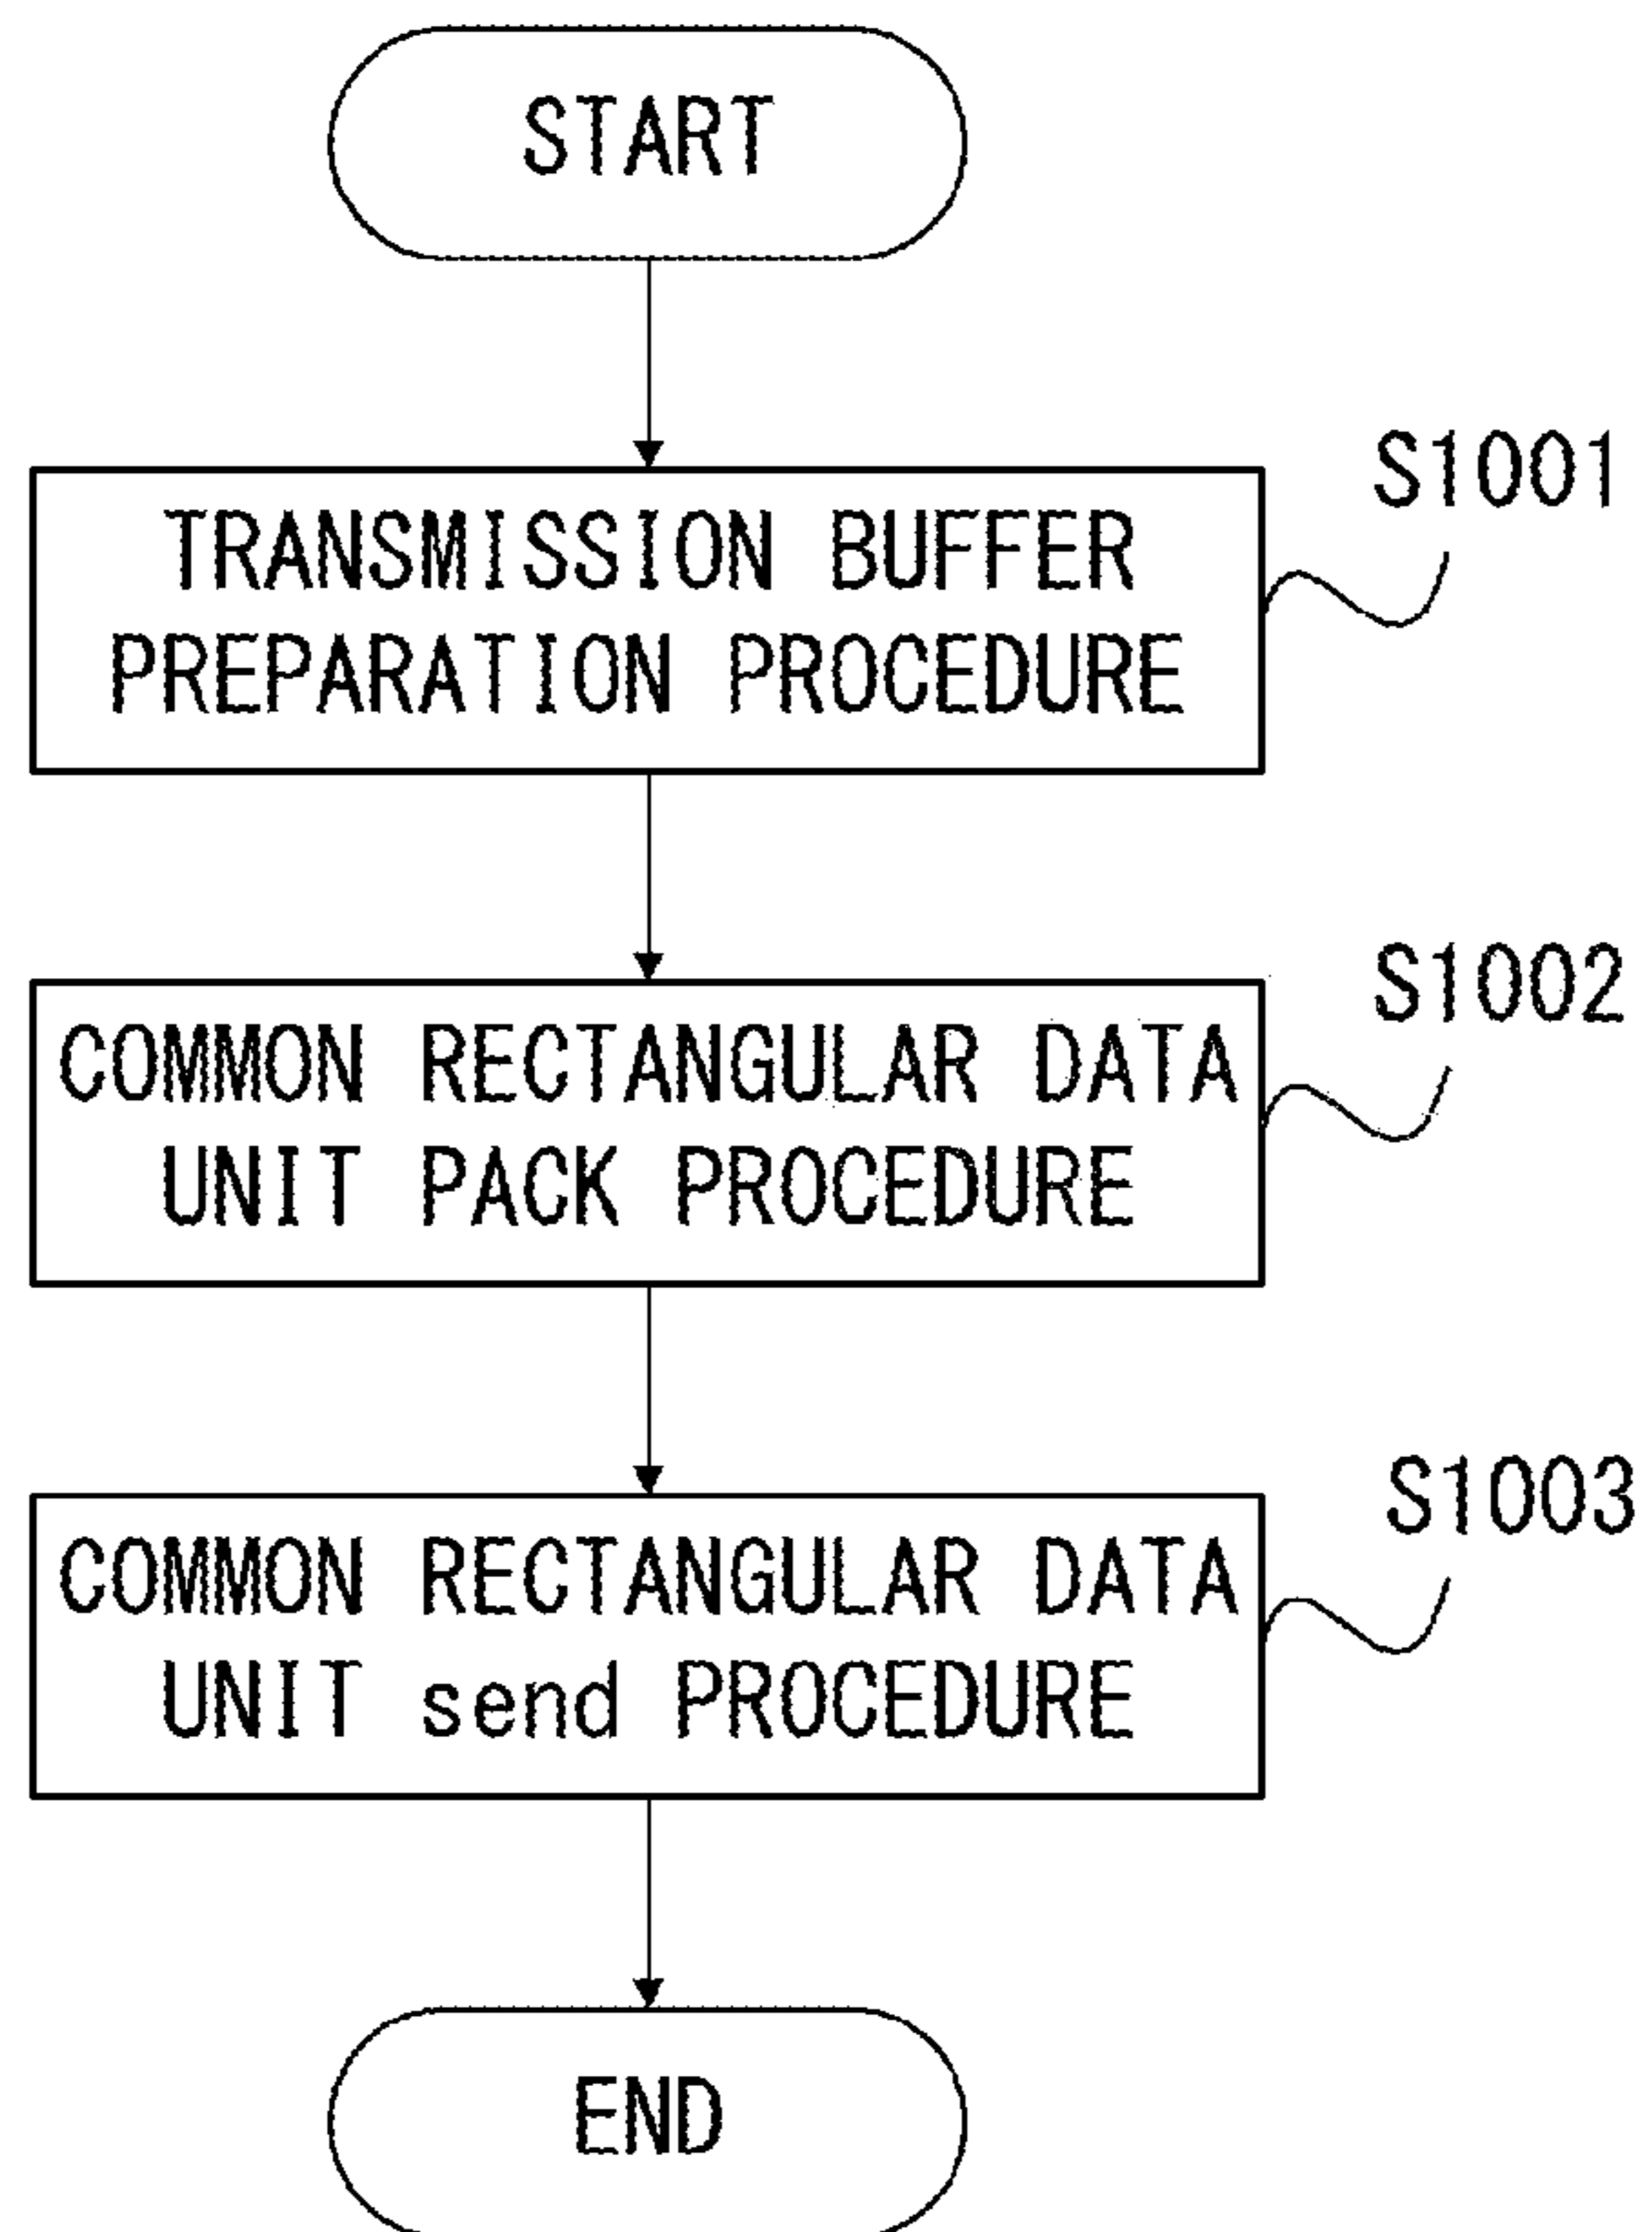 START
S1001
TRANSMISSION BUFFER
PREPARATION PROCEDURE
S1002
COMMON RECTANGULAR DATA
UNIT PACK PROCEDURE
S1003
COMMON RECTANGULAR DATA
UNIT send PROCEDURE
END